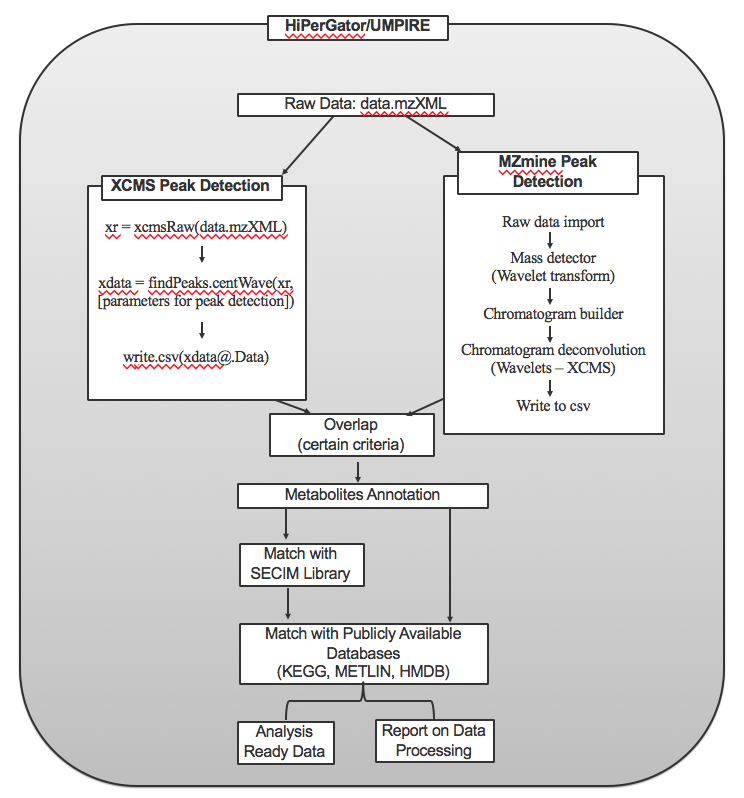 HiPerGator/UMPIRE
Raw Data: data.mzXML
XCMS Peak Detection
xr = xcmsRaw(data.mzXML)
xdata = findPeaks.centWave(xr,
[parameters for peak detection])
write.csv(xdata@.Data)
MZmine Peak
Detection
Raw data import
Mass detector
(Wavelet transform)
Chromatogram builder
Chromatogram deconvolution
(Wavelets – XCMS)
Write to csv
Overlap
(certain criteria)
Metabolites Annotation
Match with
SECIM Library
Match with Publicly Available
Databases
(KEGG, METLIN, HMDB)
Analysis
Ready Data
Report on Data
Processing